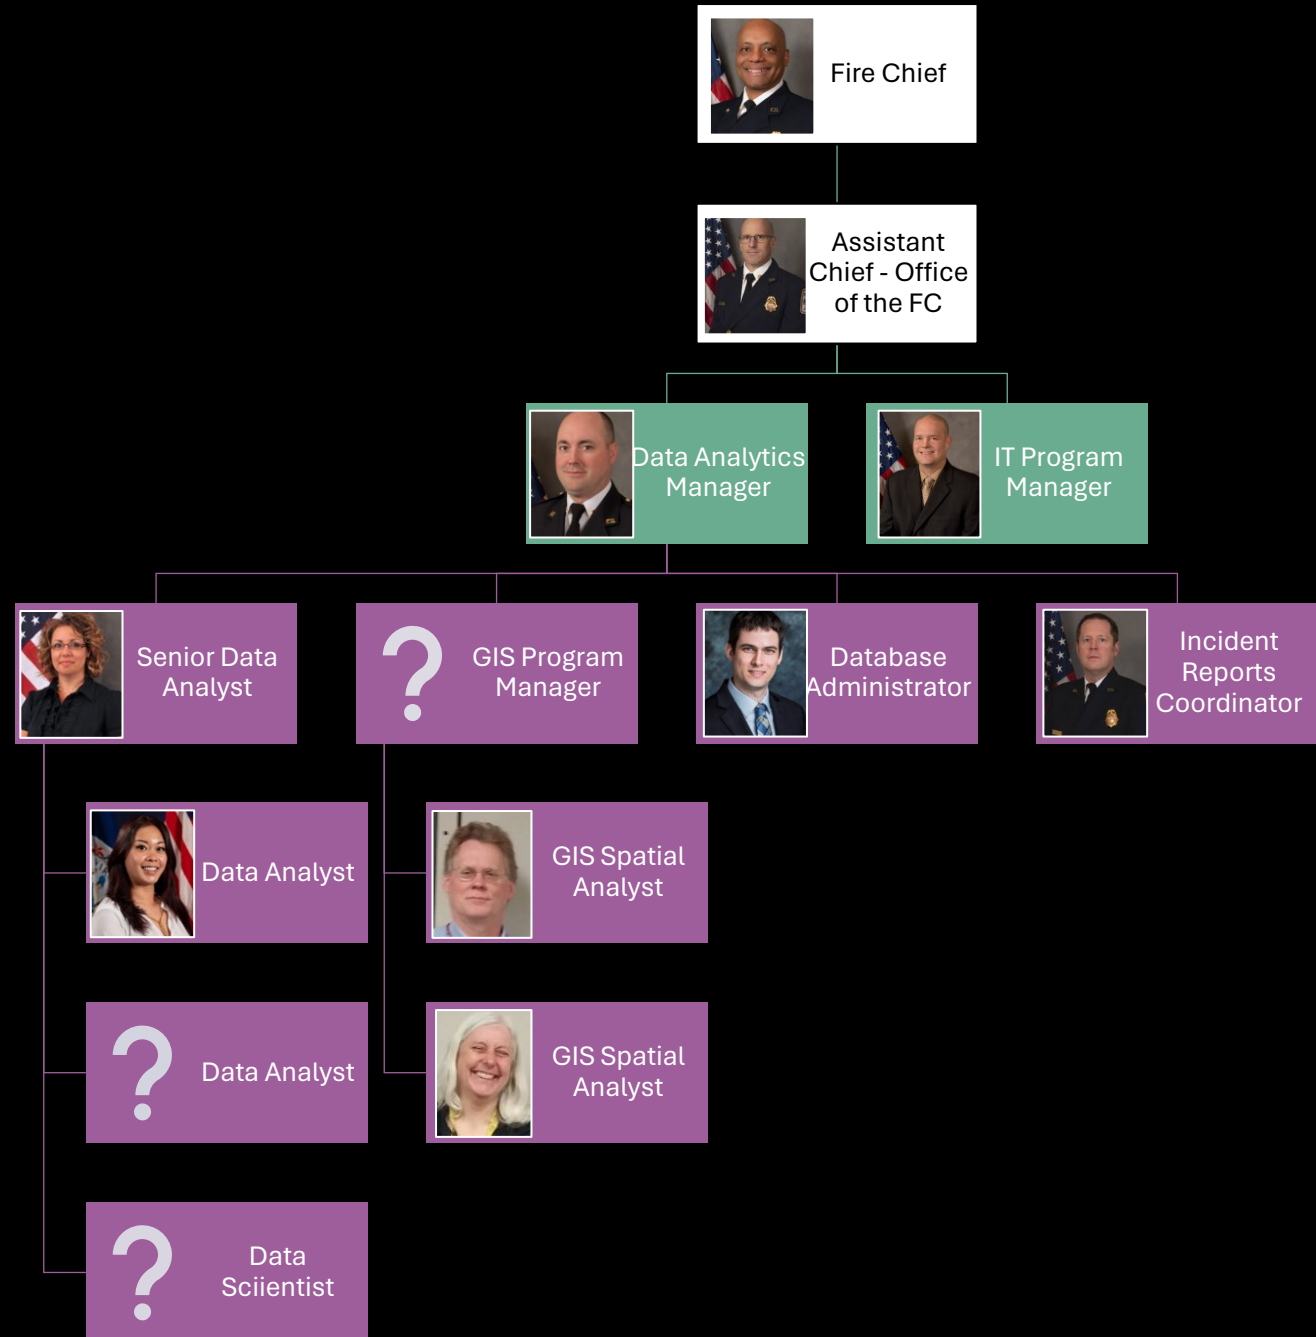 Fire Chief
Assistant
Chief - Office
of the FC
Data Analytics
Manager
IT Program
Manager
Senior Data
Analyst
?
GIS Program
Manager
Database
Administrator
Incident
Reports
Coordinator
Data Analyst
GIS Spatial
Analyst
?
Data Analyst
GIS Spatial
Analyst
?
Data
Sciientist